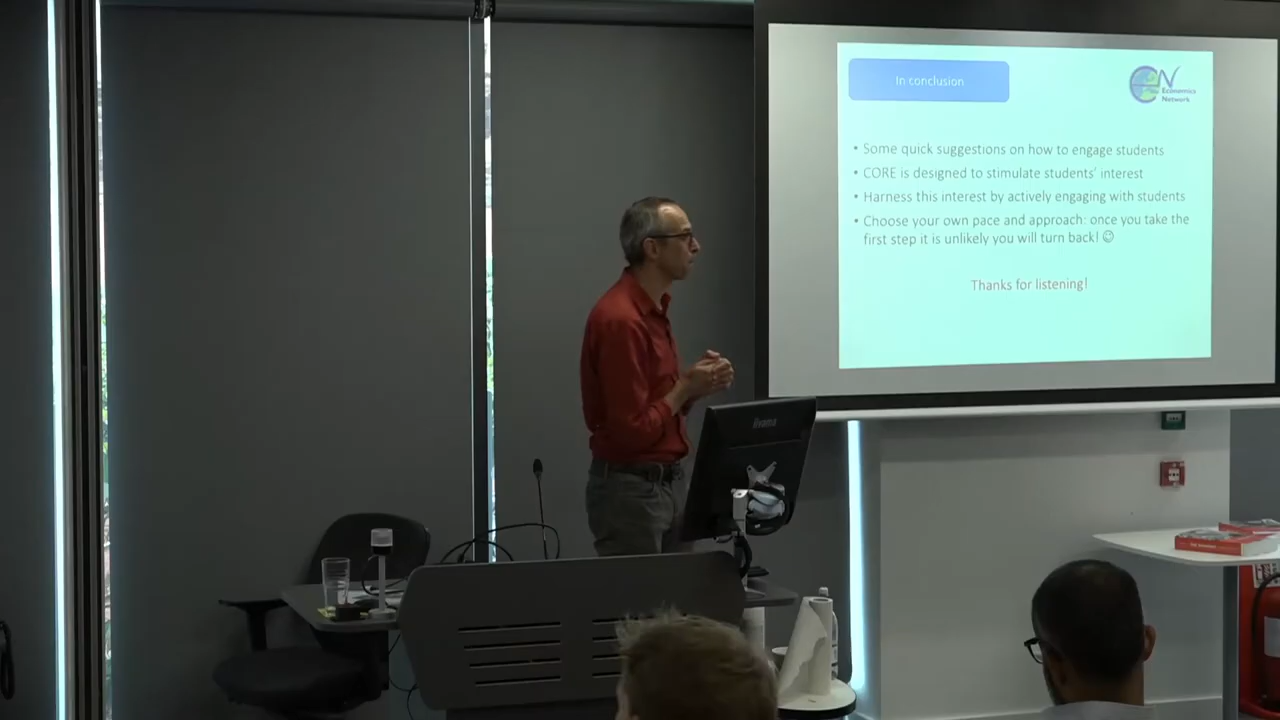 In conclusion
EN
Economics
Network
• Some quick suggestions on how to engage students
• CORE is designed to stimulate students' interest
• Harness this interest by actively engaging with students
• Choose your own pace and approach: once you take the
first step it is unlikely you will turn back! ☺
Thanks for listening!
iiyama